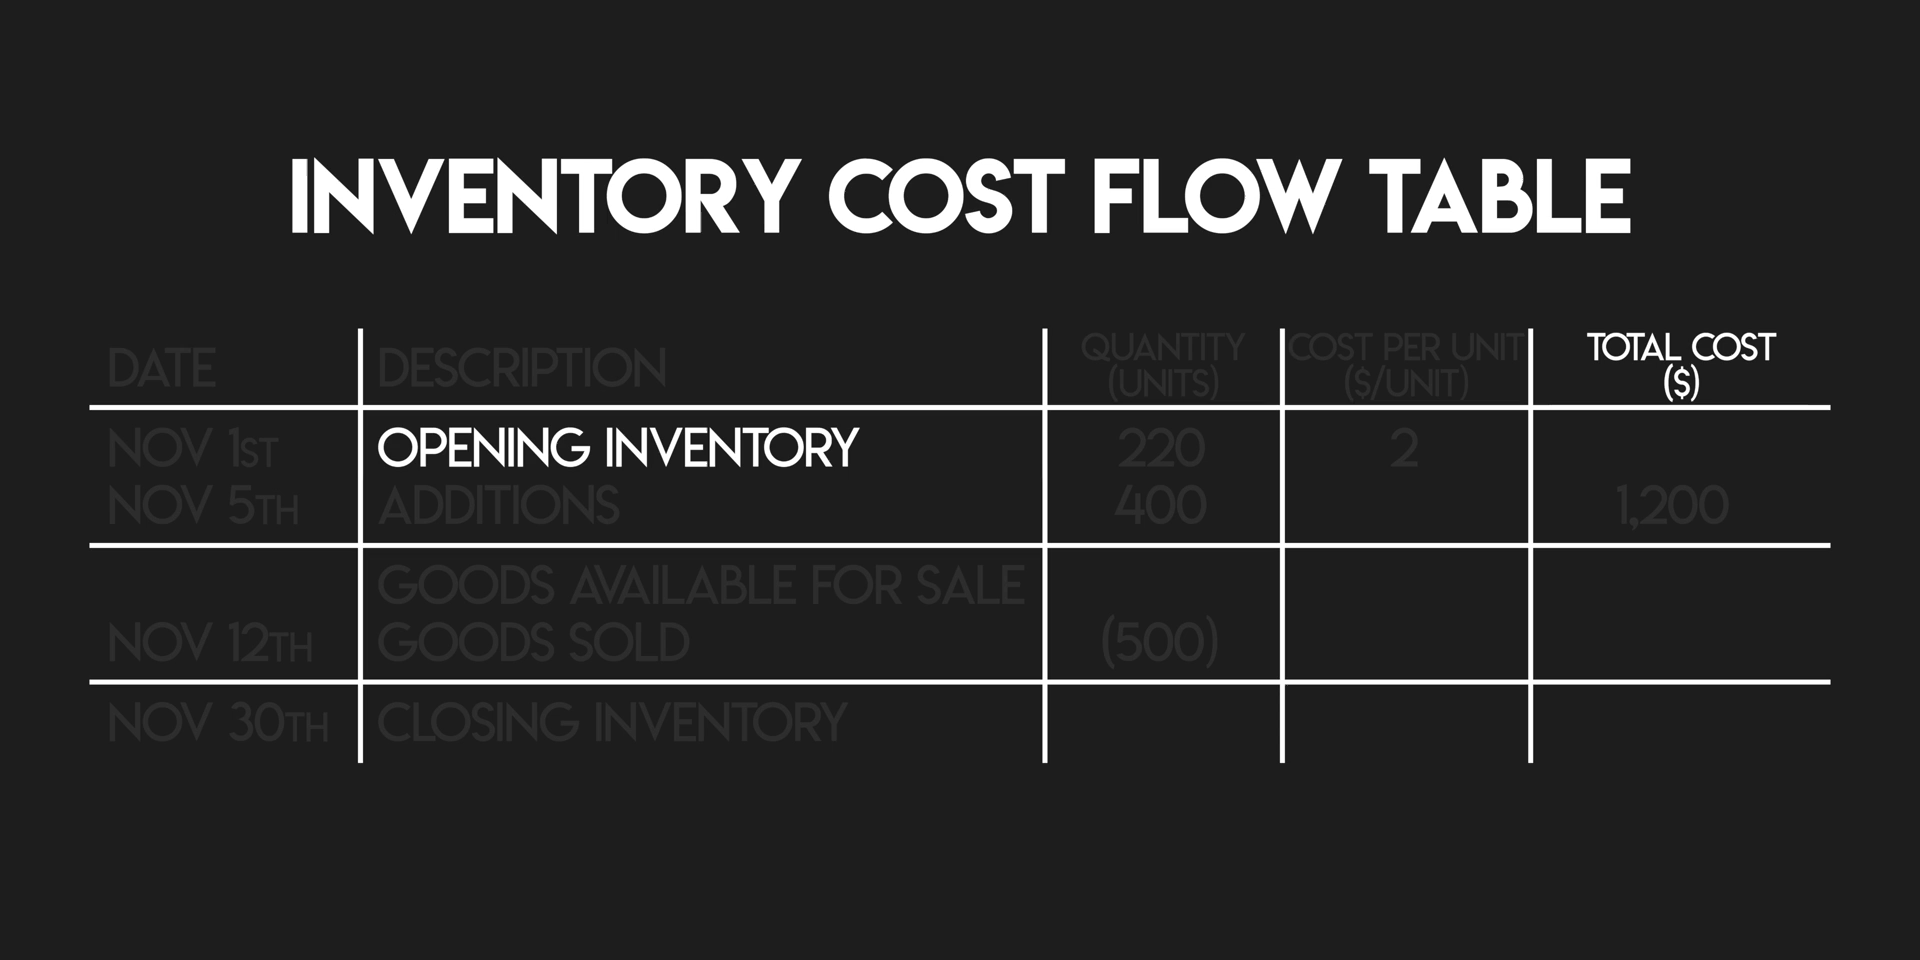 INVENTORY COST FLOW TABLE
DATE DESCRIPTION QUANTITY (UNITS) COST PER UNIT ($/UNIT) TOTAL COST ($)
NOV 1ST OPENING INVENTORY 220 2
NOV 5TH ADDITIONS 400 1,200
GOODS AVAILABLE FOR SALE
NOV 12TH GOODS SOLD (500)
NOV 30TH CLOSING INVENTORY